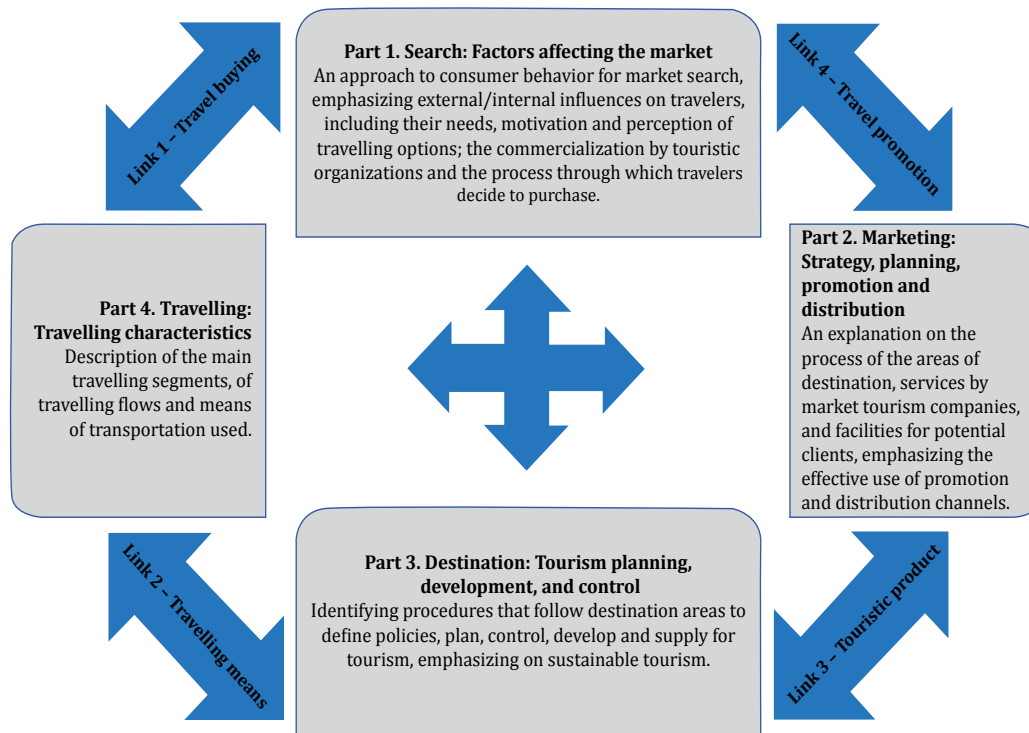 Part 1. Search: Factors affecting the market
An approach to consumer behavior for market search,
emphasizing external/internal influences on travelers,
including their needs, motivation and perception of
travelling options; the commercialization by touristic
organizations and the process through which travelers
decide to purchase.
Link 1 – Travel buying
Link 4 – Travel promotion
Part 4. Travelling:
Travelling characteristics
Description of the main
travelling segments, of
travelling flows and means
of transportation used.
Part 2. Marketing:
Strategy, planning,
promotion and
distribution
An explanation on the
process of the areas of
destination, services by
market tourism companies,
and facilities for potential
clients, emphasizing the
effective use of promotion
and distribution channels.
Link 2 – Travelling means
Part 3. Destination: Tourism planning,
development, and control
Identifying procedures that follow destination areas to
define policies, plan, control, develop and supply for
tourism, emphasizing on sustainable tourism.
Link 3 – Touristic product